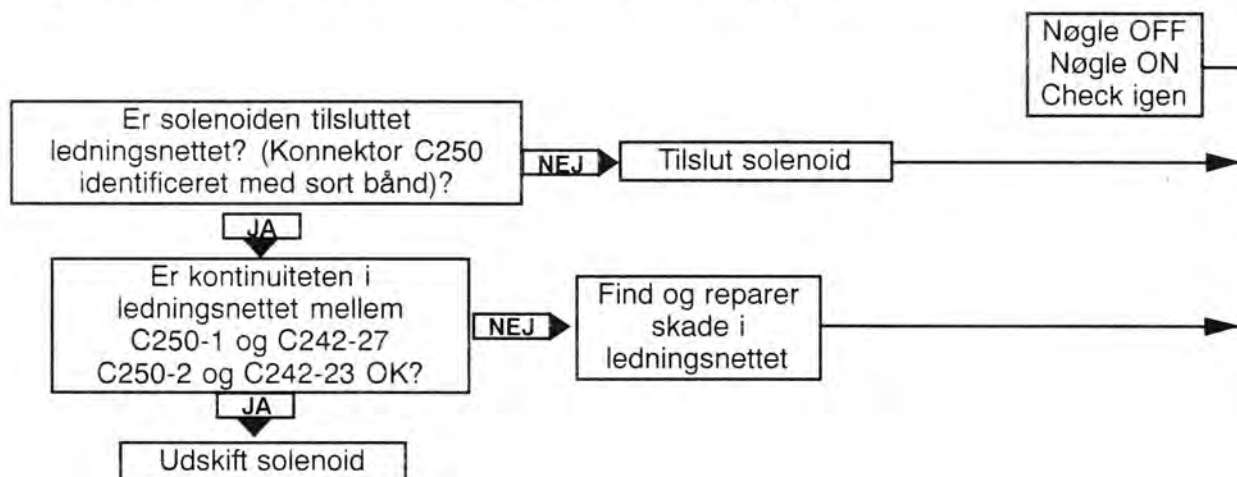 Nøgle OFF
Nøgle ON
Check igen
Er solenoiden tilsluttet
ledningsnettet? (Konnektor C250
identificeret med sort bånd)?
NEJ
Tilslut solenoid
JA
Er kontinuiteten i
ledningsnettet mellem
C250-1 og C242-27
C250-2 og C242-23 OK?
NEJ
Find og reparer
skade i
ledningsnettet
JA
Udskift solenoid